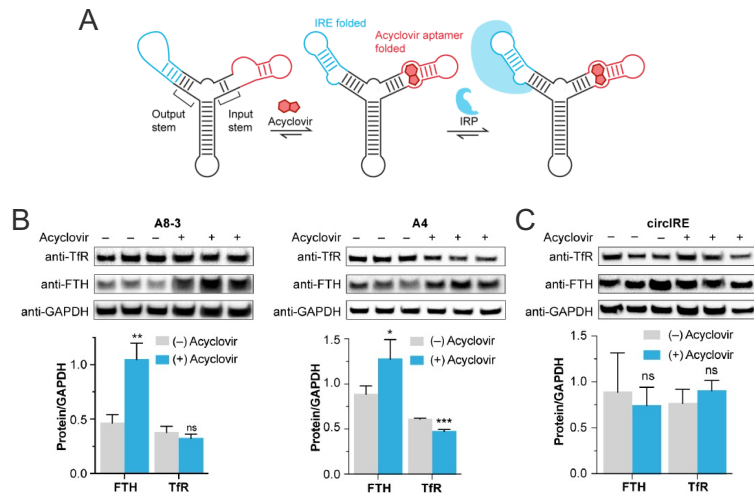 A
IRE folded
Acyclovir aptamer
folded
Output
stem
Input
stem
Acyclovir
IRP
B
A8-3
Acyclovir – – – + + +
anti-TfR
anti-FTH
anti-GAPDH
**
(–) Acyclovir
(+) Acyclovir
ns
Protein/GAPDH
1.0
0.5
0.0
FTH TfR
A4
Acyclovir – – – + + +
anti-TfR
anti-FTH
anti-GAPDH
*
(–) Acyclovir
(+) Acyclovir
***
Protein/GAPDH
1.5
1.0
0.5
0.0
FTH TfR
C
circIRE
Acyclovir – – – + + +
anti-TfR
anti-FTH
anti-GAPDH
(–) Acyclovir
(+) Acyclovir
ns ns
Protein/GAPDH
1.5
1.0
0.5
0.0
FTH TfR